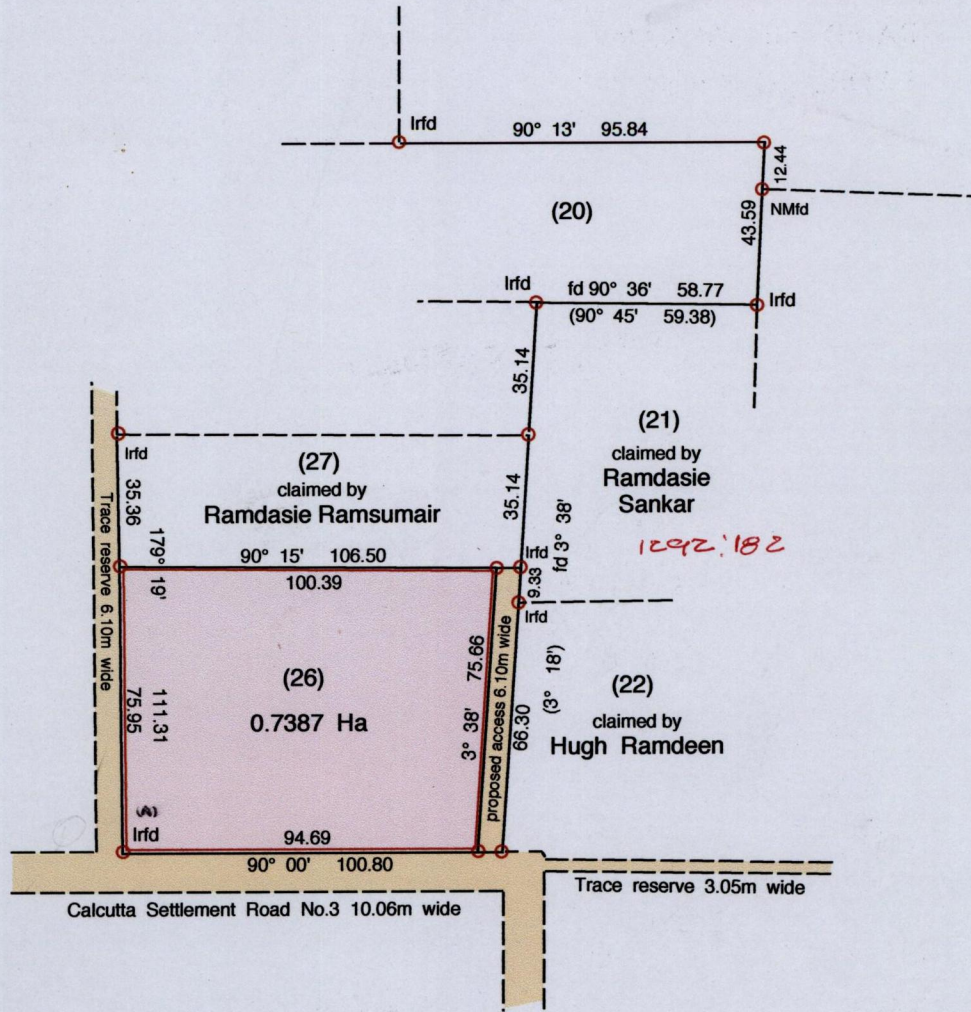 Irfd
90° 13' 95.84
12.44
NMfd
(20)
43.59
Irfd
fd 90° 36' 58.77
(90° 45' 59.38)
Irfd
35.14
(21)
claimed by
Ramdasie
Sankar
1292:182
Irfd
(27)
claimed by
Ramdasie Ramsumair
35.36
35.14
fd 3° 38'
Trace reserve 6.10m wide
179° 19'
90° 15' 106.50
100.39
Irfd
9.33
Irfd
(26)
0.7387 Ha
75.66
3° 38'
proposed access 6.10m wide
66.30
(3° 18')
(22)
claimed by
Hugh Ramdeen
111.31
75.95
Irfd
94.69
90° 00' 100.80
Trace reserve 3.05m wide
Calcutta Settlement Road No.3 10.06m wide